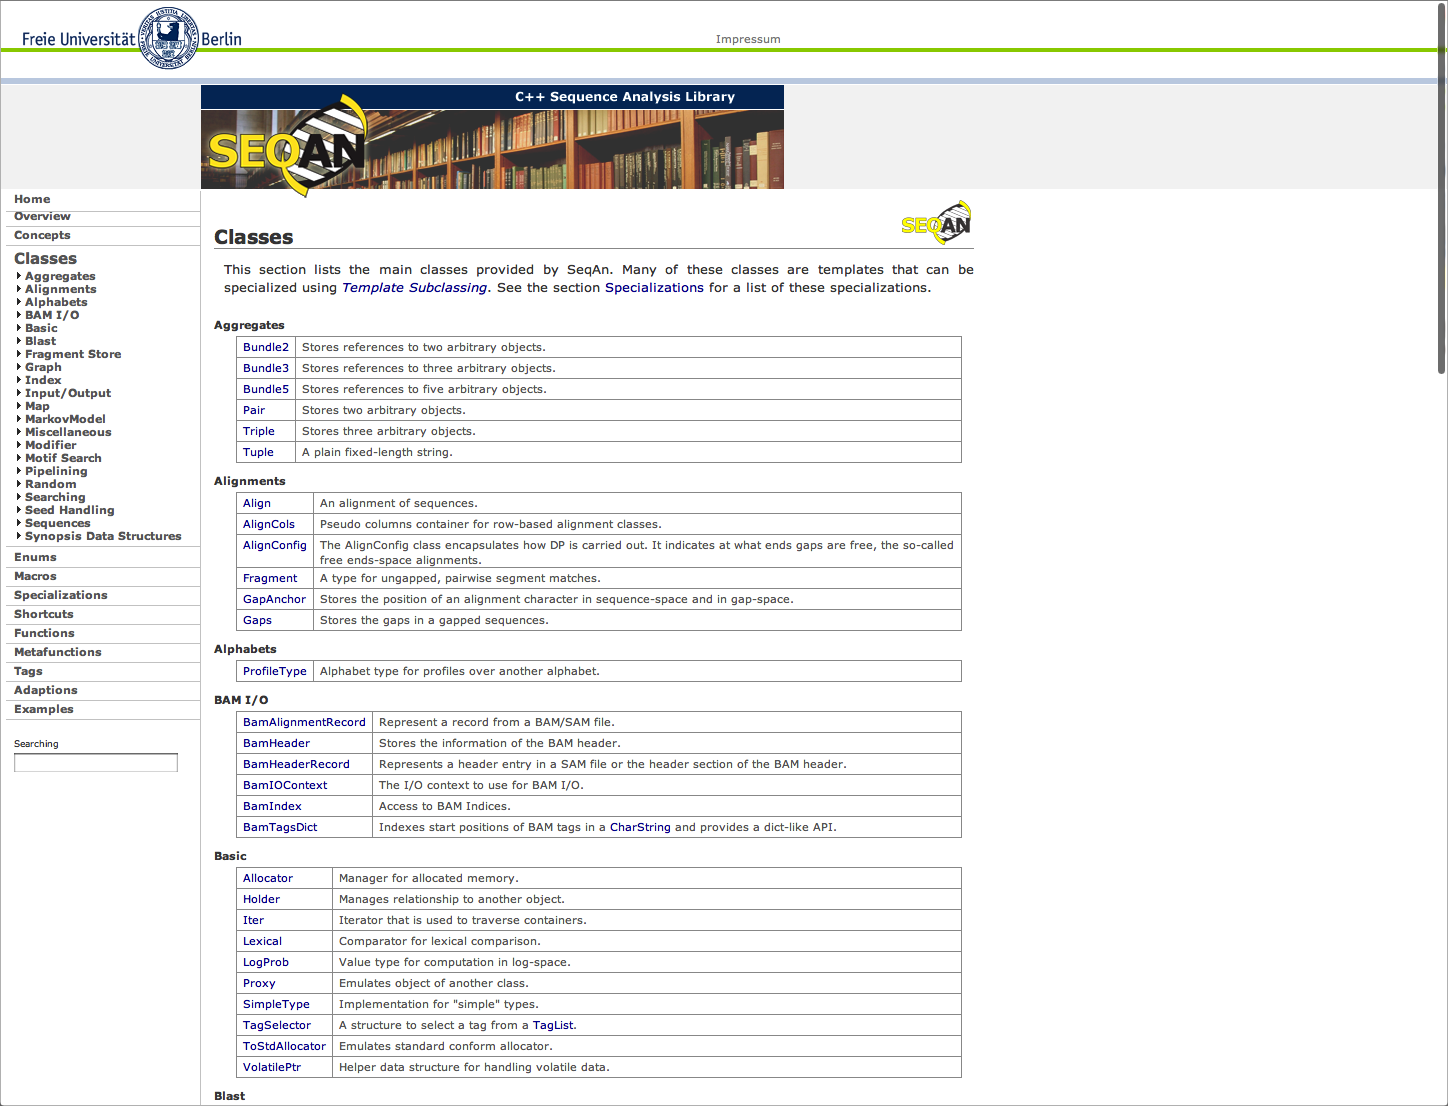 Freie Universität Berlin
Impressum
C++ Sequence Analysis Library
SEQAN
Home
Overview
Concepts
Classes
Aggregates
Alignments
Alphabets
BAM I/O
Basic
Blast
Fragment Store
Graph
Index
Input/Output
Map
MarkovModel
Miscellaneous
Modifier
Motif Search
Pipelining
Random
Searching
Seed Handling
Sequences
Synopsis Data Structures
Enums
Macros
Specializations
Shortcuts
Functions
Metafunctions
Tags
Adaptions
Examples
Searching
SEQAN
Classes
This section lists the main classes provided by SeqAn. Many of these classes are templates that can be
specialized using Template Subclassing. See the section Specializations for a list of these specializations.
Aggregates
Bundle2 Stores references to two arbitrary objects.
Bundle3 Stores references to three arbitrary objects.
Bundle5 Stores references to five arbitrary objects.
Pair Stores two arbitrary objects.
Triple Stores three arbitrary objects.
Tuple A plain fixed-length string.
Alignments
Align An alignment of sequences.
AlignCols Pseudo columns container for row-based alignment classes.
AlignConfig The AlignConfig class encapsulates how DP is carried out. It indicates at what ends gaps are free, the so-called
free ends-space alignments.
Fragment A type for ungapped, pairwise segment matches.
GapAnchor Stores the position of an alignment character in sequence-space and in gap-space.
Gaps Stores the gaps in a gapped sequences.
Alphabets
ProfileType Alphabet type for profiles over another alphabet.
BAM I/O
BamAlignmentRecord Represent a record from a BAM/SAM file.
BamHeader Stores the information of the BAM header.
BamHeaderRecord Represents a header entry in a SAM file or the header section of the BAM header.
BamIOContext The I/O context to use for BAM I/O.
BamIndex Access to BAM Indices.
BamTagsDict Indexes start positions of BAM tags in a CharString and provides a dict-like API.
Basic
Allocator Manager for allocated memory.
Holder Manages relationship to another object.
Iter Iterator that is used to traverse containers.
Lexical Comparator for lexical comparison.
LogProb Value type for computation in log-space.
Proxy Emulates object of another class.
SimpleType Implementation for "simple" types.
TagSelector A structure to select a tag from a TagList.
ToStdAllocator Emulates standard conform allocator.
VolatilePtr Helper data structure for handling volatile data.
Blast